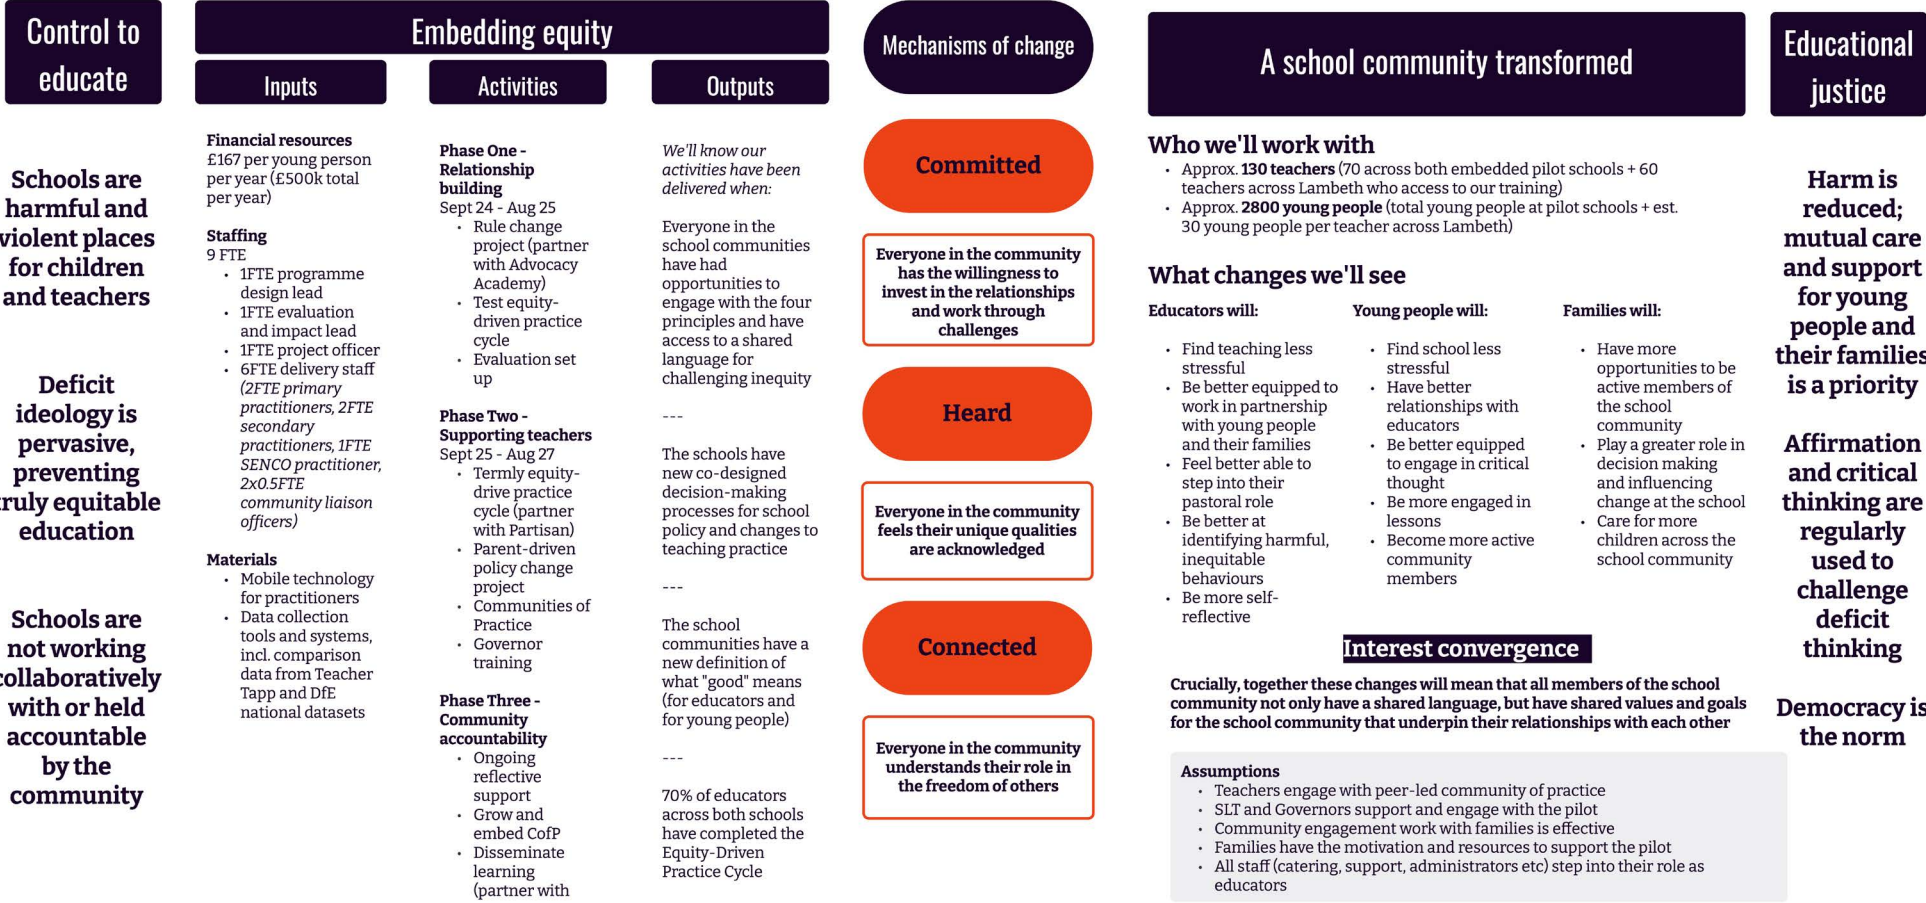 Control to
educate
Schools are
harmful and
violent places
for children
and teachers
Deficit
ideology is
pervasive,
preventing
truly equitable
education
Schools are
not working
collaboratively
with or held
accountable
by the
community
Embedding equity
Inputs
Financial resources
£167 per young person
per year (£500k total
per year)
Staffing
9 FTE
• 1FTE programme
design lead
• 1FTE evaluation
and impact lead
• 1FTE project officer
• 6FTE delivery staff
(2FTE primary
practitioners, 2FTE
secondary
practitioners, 1FTE
SENCO practitioner,
2x0.5FTE
community liaison
officers)
Materials
• Mobile technology
for practitioners
• Data collection
tools and systems,
incl. comparison
data from Teacher
Tapp and DfE
national datasets
Activities
Phase One -
Relationship
building
Sept 24 - Aug 25
• Rule change
project (partner
with Advocacy
Academy)
• Test equity-
driven practice
cycle
• Evaluation set
up
Phase Two -
Supporting teachers
Sept 25 - Aug 27
• Termly equity-
drive practice
cycle (partner
with Partisan)
• Parent-driven
policy change
project
• Communities of
Practice
• Governor
training
Phase Three -
Community
accountability
• Ongoing
reflective
support
• Grow and
embed CofP
• Disseminate
learning
(partner with
Outputs
We'll know our
activities have been
delivered when:
Everyone in the
school communities
have had
opportunities to
engage with the four
principles and have
access to a shared
language for
challenging inequity
---
The schools have
new co-designed
decision-making
processes for school
policy and changes to
teaching practice
---
The school
communities have a
new definition of
what "good" means
(for educators and
for young people)
---
70% of educators
across both schools
have completed the
Equity-Driven
Practice Cycle
Mechanisms of change
Committed
Everyone in the community
has the willingness to
invest in the relationships
and work through
challenges
Heard
Everyone in the community
feels their unique qualities
are acknowledged
Connected
Everyone in the community
understands their role in
the freedom of others
A school community transformed
Who we'll work with
• Approx. 130 teachers (70 across both embedded pilot schools + 60
teachers across Lambeth who access to our training)
• Approx. 2800 young people (total young people at pilot schools + est.
30 young people per teacher across Lambeth)
What changes we'll see
Educators will:
• Find teaching less
stressful
• Be better equipped to
work in partnership
with young people
and their families
• Feel better able to
step into their
pastoral role
• Be better at
identifying harmful,
inequitable
behaviours
• Be more self-
reflective
Young people will:
• Find school less
stressful
• Have better
relationships with
educators
• Be better equipped
to engage in critical
thought
• Be more engaged in
lessons
• Become more active
community
members
Families will:
• Have more
opportunities to be
active members of
the school
community
• Play a greater role in
decision making
and influencing
change at the school
• Care for more
children across the
school community
Interest convergence
Crucially, together these changes will mean that all members of the school
community not only have a shared language, but have shared values and goals
for the school community that underpin their relationships with each other
Assumptions
• Teachers engage with peer-led community of practice
• SLT and Governors support and engage with the pilot
• Community engagement work with families is effective
• Families have the motivation and resources to support the pilot
• All staff (catering, support, administrators etc) step into their role as
educators
Educational
justice
Harm is
reduced;
mutual care
and support
for young
people and
their families
is a priority
Affirmation
and critical
thinking are
regularly
used to
challenge
deficit
thinking
Democracy is
the norm